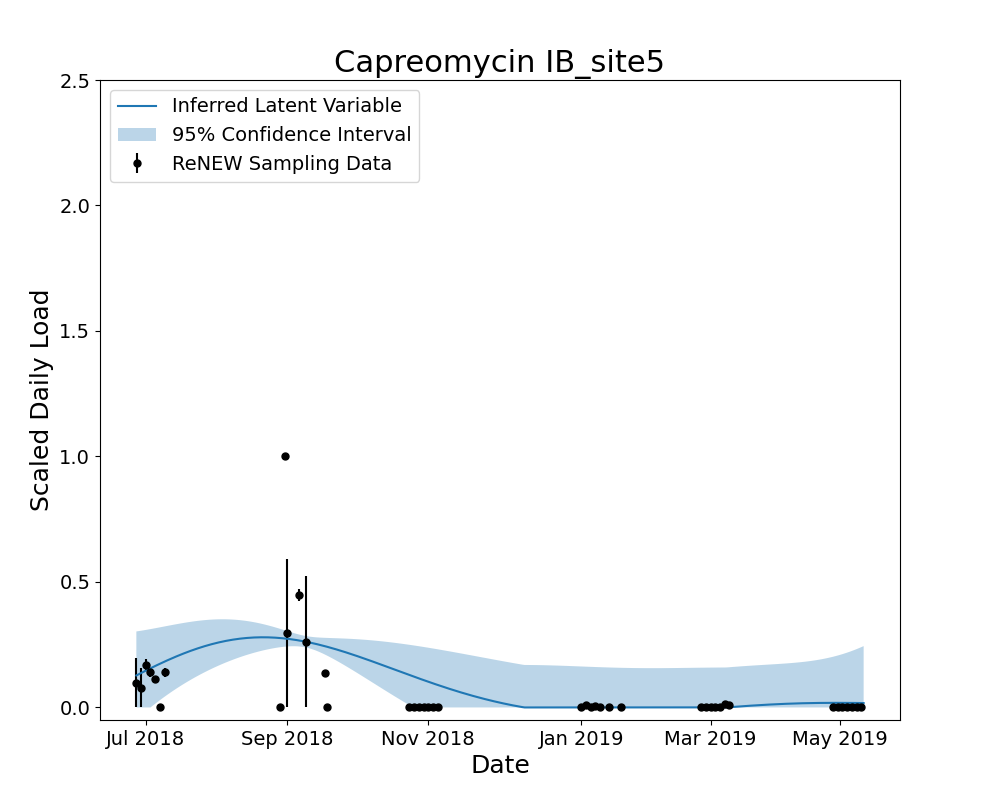 Capreomycin IB_site5
Inferred Latent Variable
95% Confidence Interval
ReNEW Sampling Data
Scaled Daily Load
2.5
2.0
1.5
1.0
0.5
0.0
Jul 2018
Sep 2018
Nov 2018
Jan 2019
Mar 2019
May 2019
Date